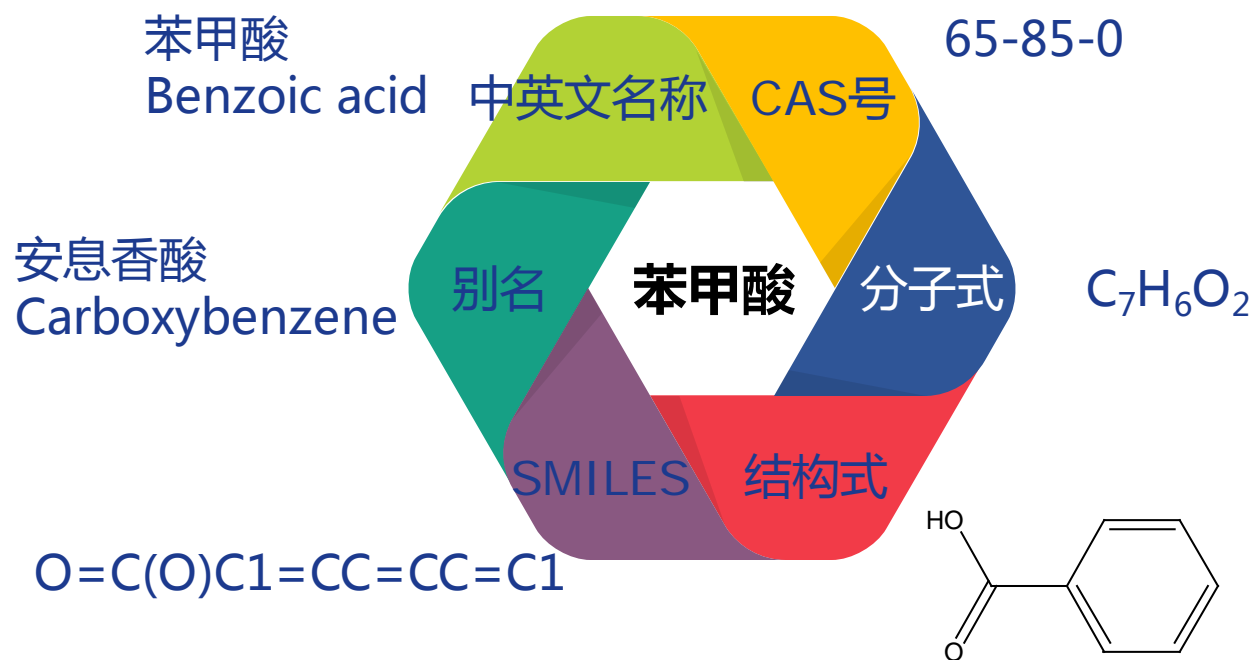 苯甲酸
Benzoic acid
中英文名称
CAS号
65-85-0
安息香酸
Carboxybenzene
别名
苯甲酸
分子式
C₇H₆O₂
SMILES
结构式
O=C(O)C1=CC=CC=C1
HO
O